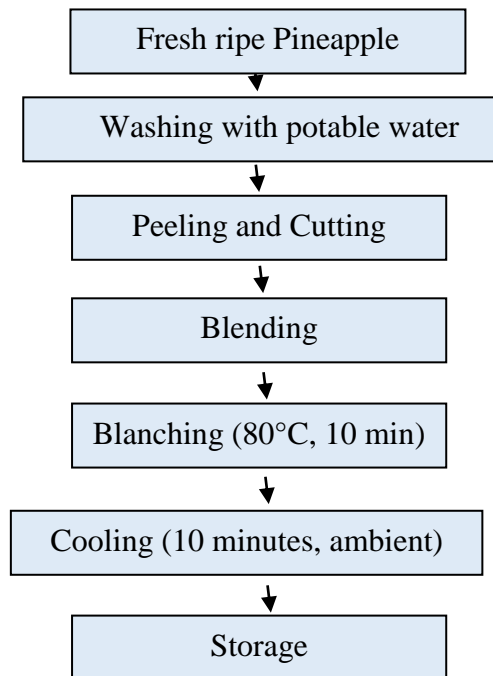 Fresh ripe Pineapple
Washing with potable water
Peeling and Cutting
Blending
Blanching (80°C, 10 min)
Cooling (10 minutes, ambient)
Storage